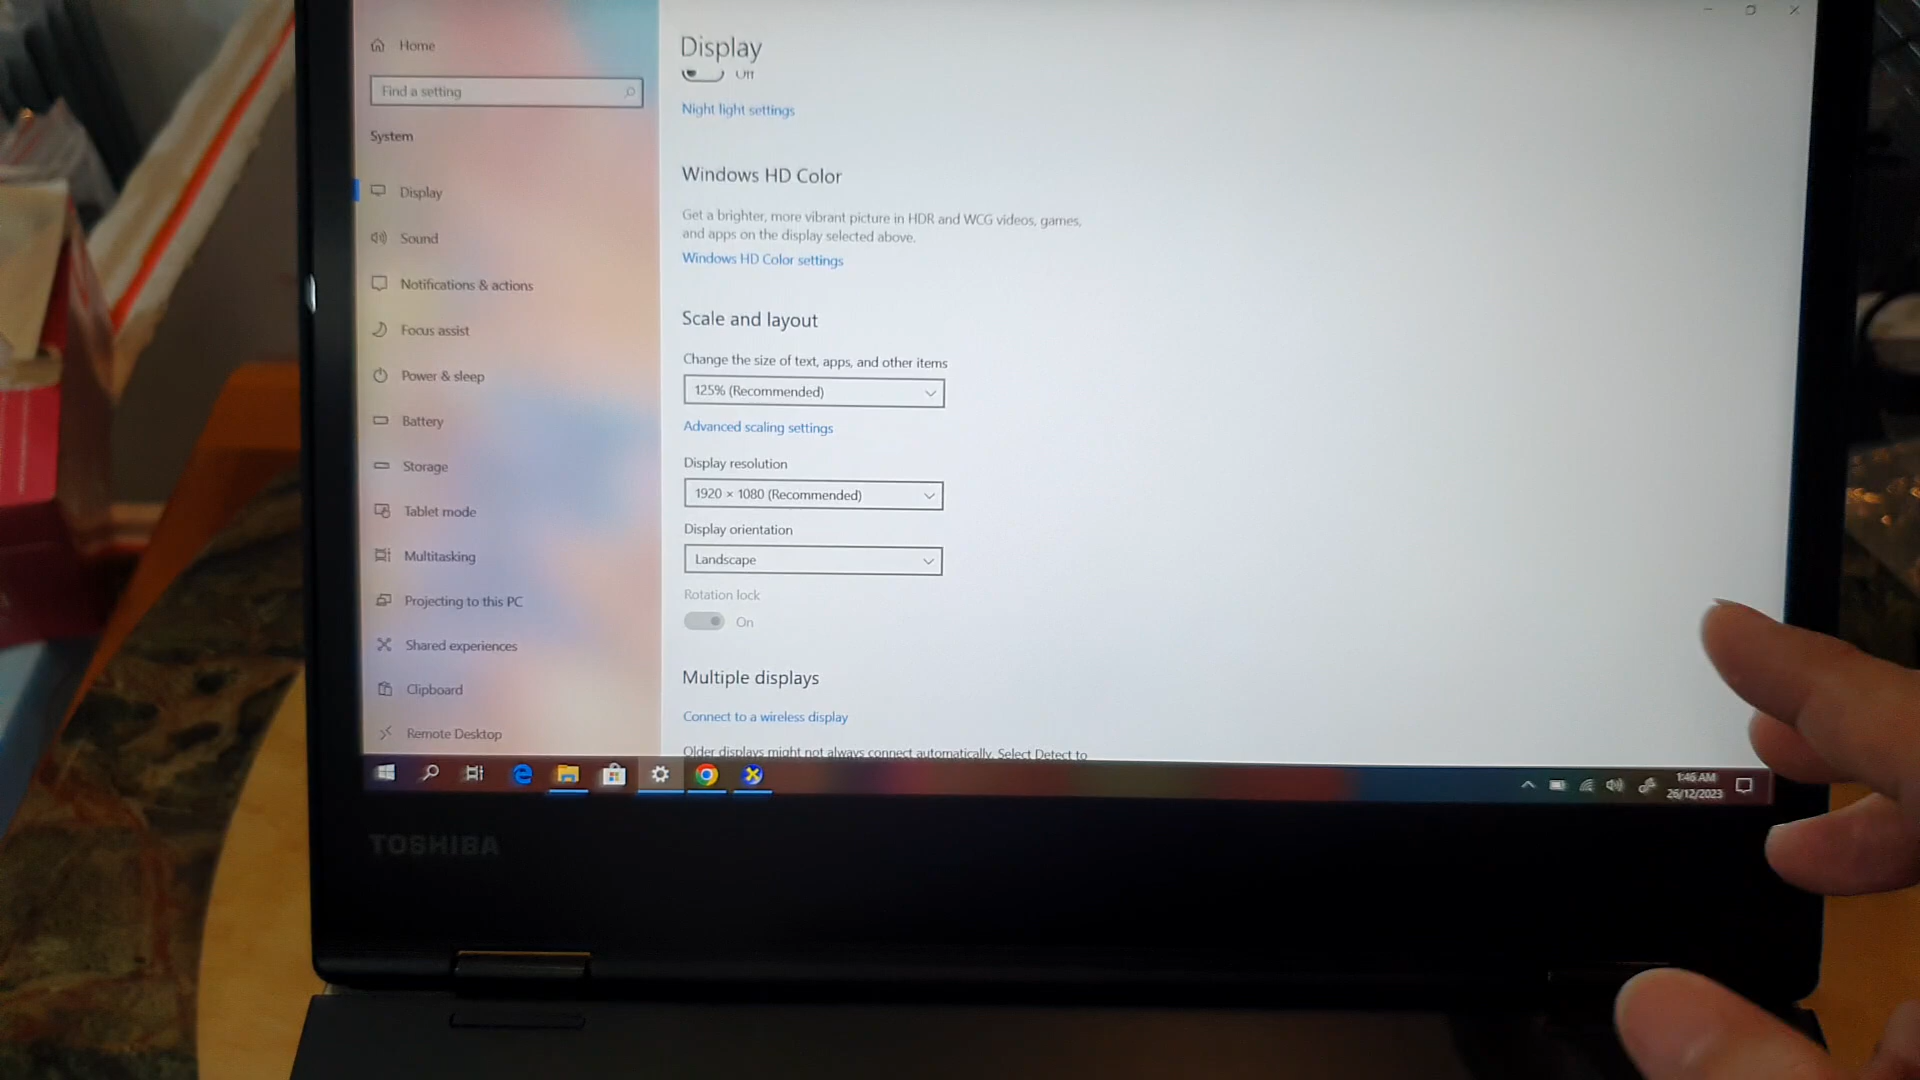 Home
Find a setting
System
Display
Sound
Notifications & actions
Focus assist
Power & sleep
Battery
Storage
Tablet mode
Multitasking
Projecting to this PC
Shared experiences
Clipboard
Remote Desktop
Display
Off
Night light settings
Windows HD Color
Get a brighter, more vibrant picture in HDR and WCG videos, games,
and apps on the display selected above.
Windows HD Color settings
Scale and layout
Change the size of text, apps, and other items
125% (Recommended)
Advanced scaling settings
Display resolution
1920 × 1080 (Recommended)
Display orientation
Landscape
Rotation lock
On
Multiple displays
Connect to a wireless display
Older displays might not always connect automatically. Select Detect to
1:46 AM
26/12/2023
TOSHIBA